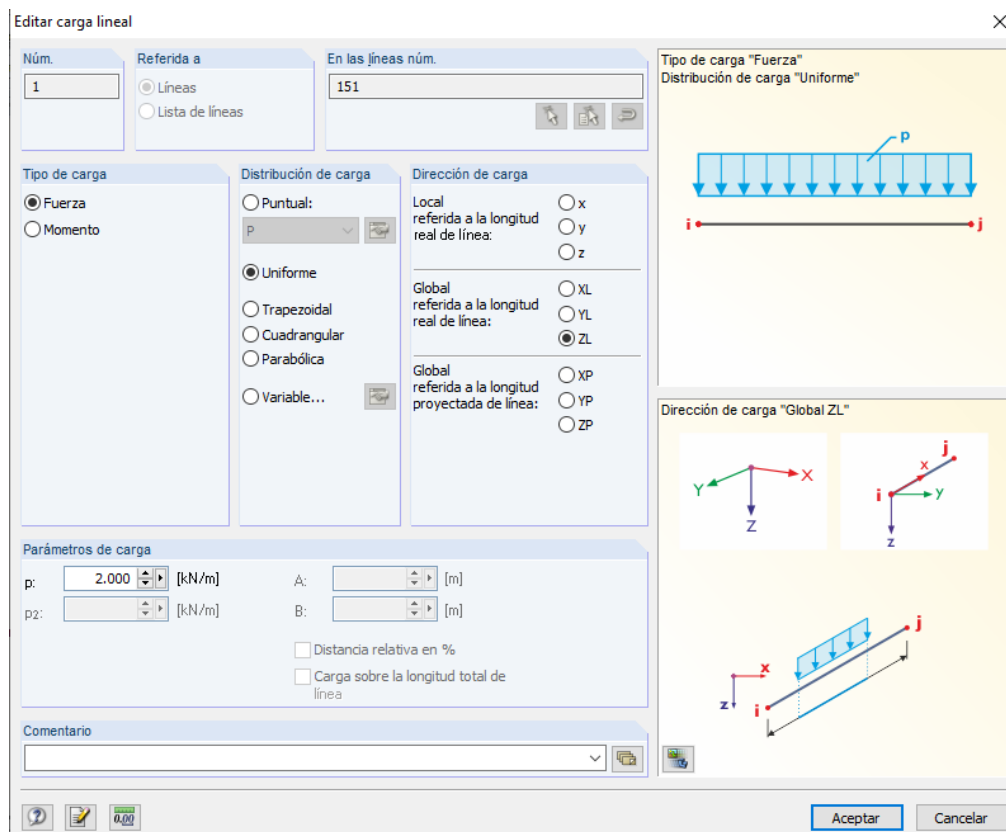 Editar carga lineal
Núm.
1
Referida a
Líneas
Lista de líneas
En las líneas núm.
151
Tipo de carga
Fuerza
Momento
Distribución de carga
Puntual:
P
Uniforme
Trapezoidal
Cuadrangular
Parabólica
Variable...
Dirección de carga
Local
referida a la longitud
real de línea:
x
y
z
Global
referida a la longitud
real de línea:
XL
YL
ZL
Global
referida a la longitud
proyectada de línea:
XP
YP
ZP
Parámetros de carga
p: 2.000 [kN/m]
p2: [kN/m]
A: [m]
B: [m]
Distancia relativa en %
Carga sobre la longitud total de
línea
Comentario
0.00
Aceptar
Cancelar
Tipo de carga "Fuerza"
Distribución de carga "Uniforme"
p
i
j
Dirección de carga "Global ZL"
Y
X
Z
j
x
i
y
z
j
x
z
i